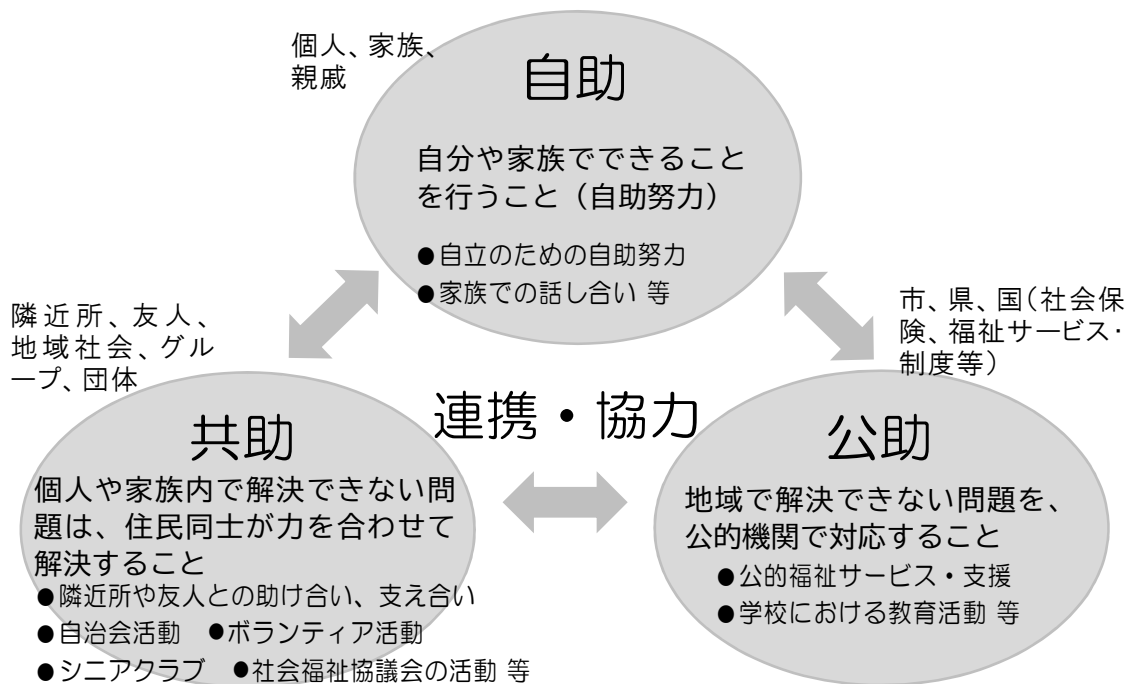 個人、家族、
親戚
自助
自分や家族でできること
を行うこと（自助努力）
●自立のための自助努力
●家族での話し合い 等
隣近所、友人、
地域社会、グル
ープ、団体
市、県、国（社会保
険、福祉サービス・
制度等）
連携・協力
共助
個人や家族内で解決できない問
題は、住民同士が力を合わせて
解決すること
●隣近所や友人との助け合い、支え合い
●自治会活動 ●ボランティア活動
●シニアクラブ ●社会福祉協議会の活動 等
公助
地域で解決できない問題を、
公的機関で対応すること
●公的福祉サービス・支援
●学校における教育活動 等